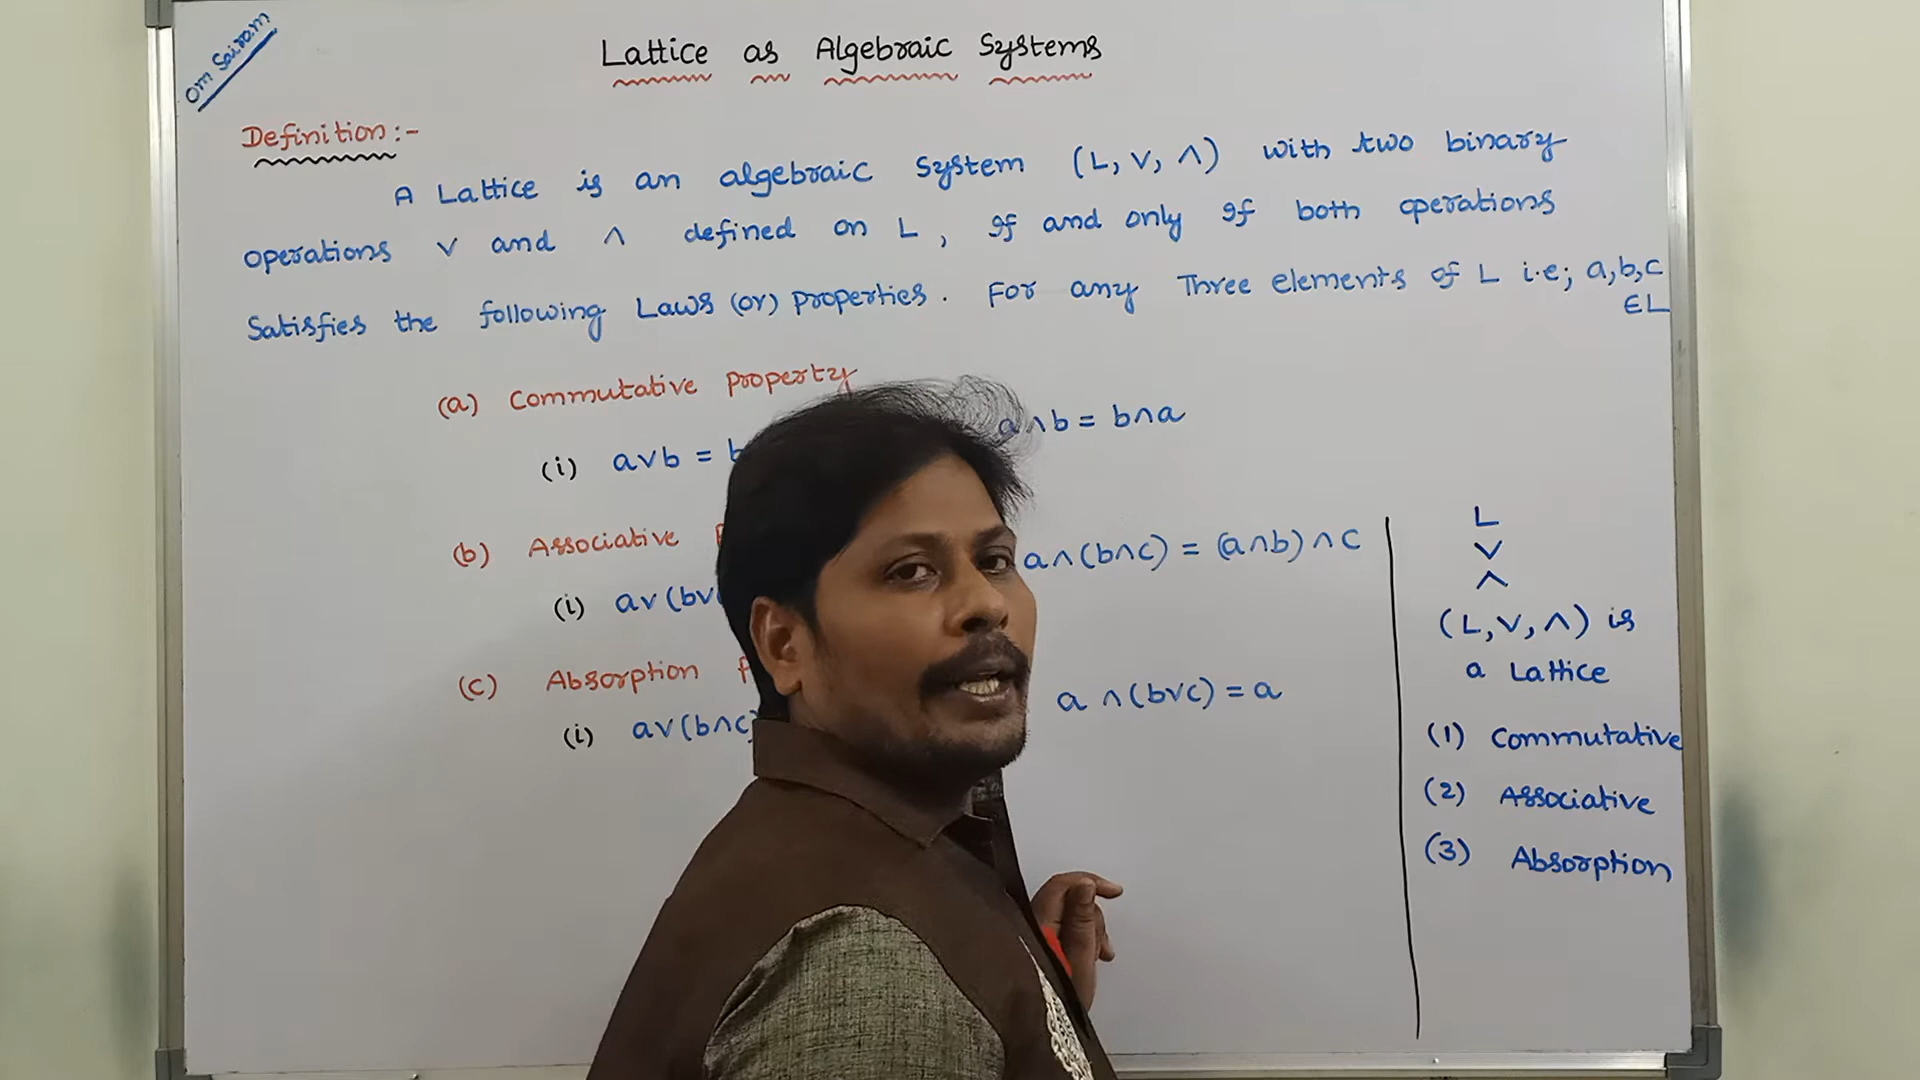 Om Sairam
Lattice as Algebraic Systems
Definition:-
A Lattice is an algebraic system (L, ∨, ∧) with two binary
operations ∨ and ∧ defined on L, If and only If both operations
Satisfies the following Laws (or) properties. For any Three elements of L i.e; a,b,c
∈L
(a) Commutative property
(i) a∨b = b
a∧b = b∧a
(b) Associative
(i) a∨(b∨
a∧(b∧c) = (a∧b)∧c
(c) Absorption
(i) a∨(b∧c)
a∧(b∨c) = a
L
∨
∧
(L,∨,∧) is
a Lattice
(1) Commutative
(2) Associative
(3) Absorption